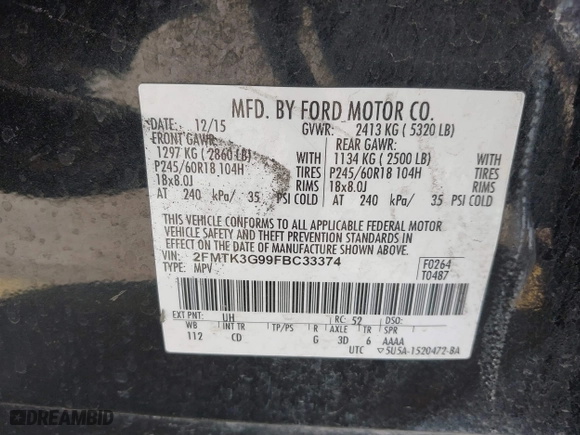 MFD. BY FORD MOTOR CO.
DATE: 12/15 GVWR: 2413 KG ( 5320 LB)
FRONT GAWR: REAR GAWR:
1297 KG ( 2860 LB) WITH 1134 KG ( 2500 LB) WITH
P245/60R18 104H TIRES P245/60R18 104H TIRES
18x8.0J RIMS 18x8.0J RIMS
AT 240 kPa/ 35 PSI COLD AT 240 kPa/ 35 PSI COLD
THIS VEHICLE CONFORMS TO ALL APPLICABLE FEDERAL MOTOR
VEHICLE SAFETY AND THEFT PREVENTION STANDARDS IN
EFFECT ON THE DATE OF MANUFACTURE SHOWN ABOVE.
VIN: 2FMTK3G99FBC33374 F0264
TYPE: MPV T0487
EXT PNT: UH RC: 52 DSO:
WB INT TR TP/PS R AXLE TR SPR
112 CD G 3D 6 AAAA
UTC ▽5U5A-1520472-BA
DREAMBID